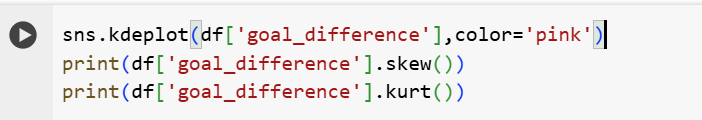 sns.kdeplot(df['goal_difference'],color='pink')
print(df['goal_difference'].skew())
print(df['goal_difference'].kurt())